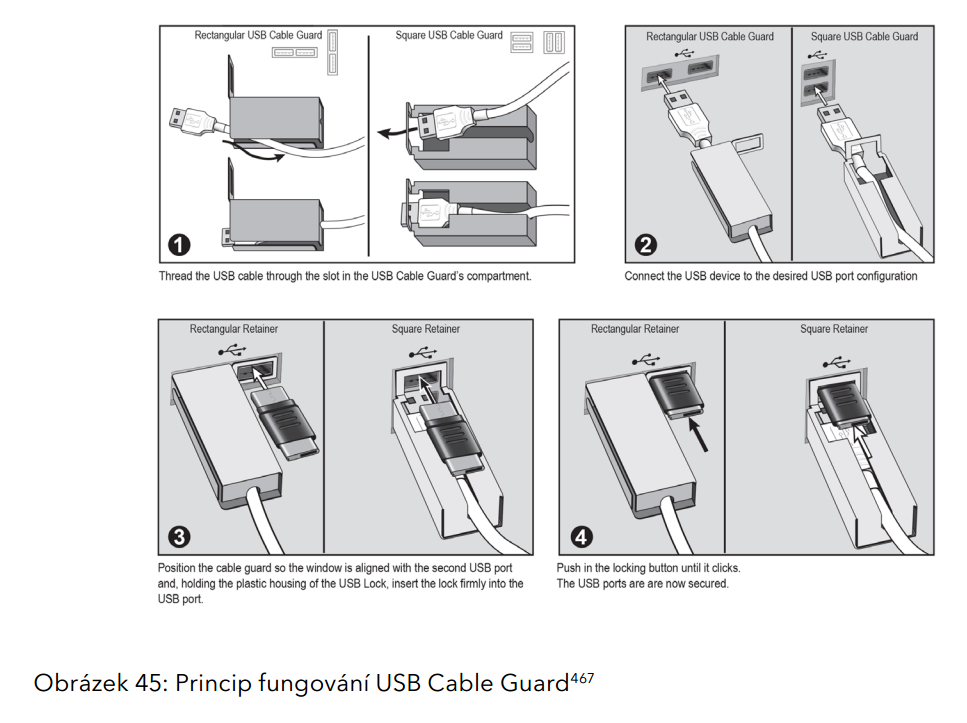 Rectangular USB Cable Guard
Square USB Cable Guard
1
Thread the USB cable through the slot in the USB Cable Guard's compartment.
Rectangular USB Cable Guard
Square USB Cable Guard
2
Connect the USB device to the desired USB port configuration
Rectangular Retainer
Square Retainer
3
Position the cable guard so the window is aligned with the second USB port
and, holding the plastic housing of the USB Lock, insert the lock firmly into the
USB port.
Rectangular Retainer
Square Retainer
4
Push in the locking button until it clicks.
The USB ports are are now secured.
Obrázek 45: Princip fungování USB Cable Guard467